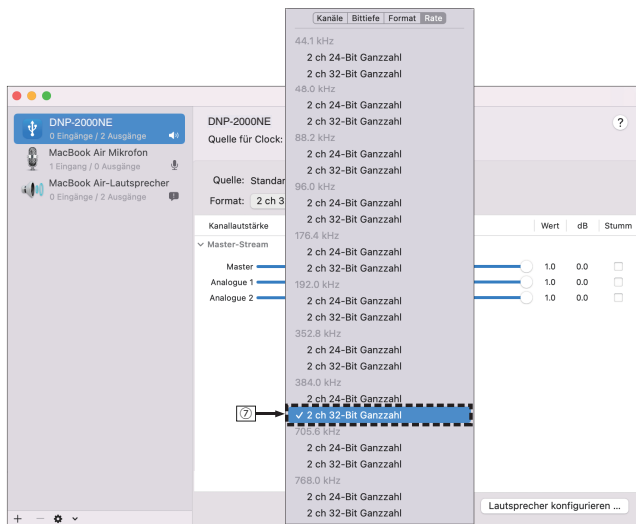 Kanäle Bittiefe Format Rate
44.1 kHz
2 ch 24-Bit Ganzzahl
2 ch 32-Bit Ganzzahl
48.0 kHz
2 ch 24-Bit Ganzzahl
2 ch 32-Bit Ganzzahl
88.2 kHz
2 ch 24-Bit Ganzzahl
2 ch 32-Bit Ganzzahl
96.0 kHz
2 ch 24-Bit Ganzzahl
2 ch 32-Bit Ganzzahl
176.4 kHz
2 ch 24-Bit Ganzzahl
2 ch 32-Bit Ganzzahl
192.0 kHz
2 ch 24-Bit Ganzzahl
2 ch 32-Bit Ganzzahl
352.8 kHz
2 ch 24-Bit Ganzzahl
2 ch 32-Bit Ganzzahl
384.0 kHz
2 ch 24-Bit Ganzzahl
⑦ ✓ 2 ch 32-Bit Ganzzahl
705.6 kHz
2 ch 24-Bit Ganzzahl
2 ch 32-Bit Ganzzahl
768.0 kHz
2 ch 24-Bit Ganzzahl
2 ch 32-Bit Ganzzahl
DNP-2000NE
0 Eingänge / 2 Ausgänge
MacBook Air Mikrofon
1 Eingang / 0 Ausgänge
MacBook Air-Lautsprecher
0 Eingänge / 2 Ausgänge
DNP-2000NE
?
Quelle für Clock:
Quelle: Standar
Format: 2 ch 3
Kanallautstärke Wert dB Stumm
Master-Stream
Master 1.0 0.0
Analogue 1 1.0 0.0
Analogue 2 1.0 0.0
Lautsprecher konfigurieren ...